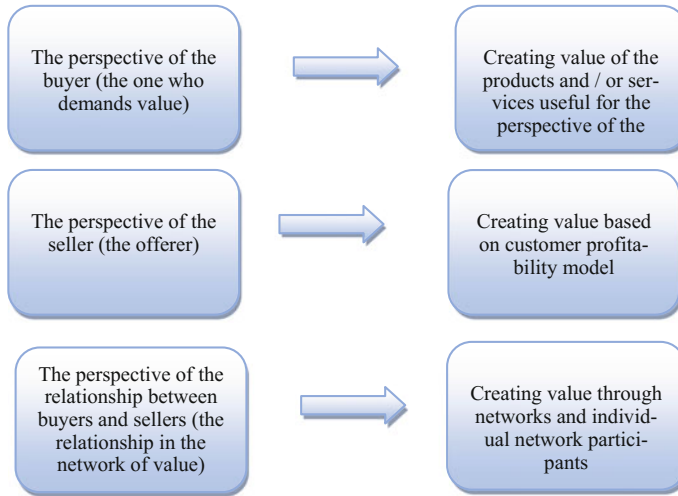 The perspective of the
buyer (the one who
demands value)
Creating value of the
products and / or ser-
vices useful for the
perspective of the
The perspective of the
seller (the offerer)
Creating value based
on customer profita-
bility model
The perspective of the
relationship between
buyers and sellers (the
relationship in the
network of value)
Creating value through
networks and individ-
ual network partici-
pants